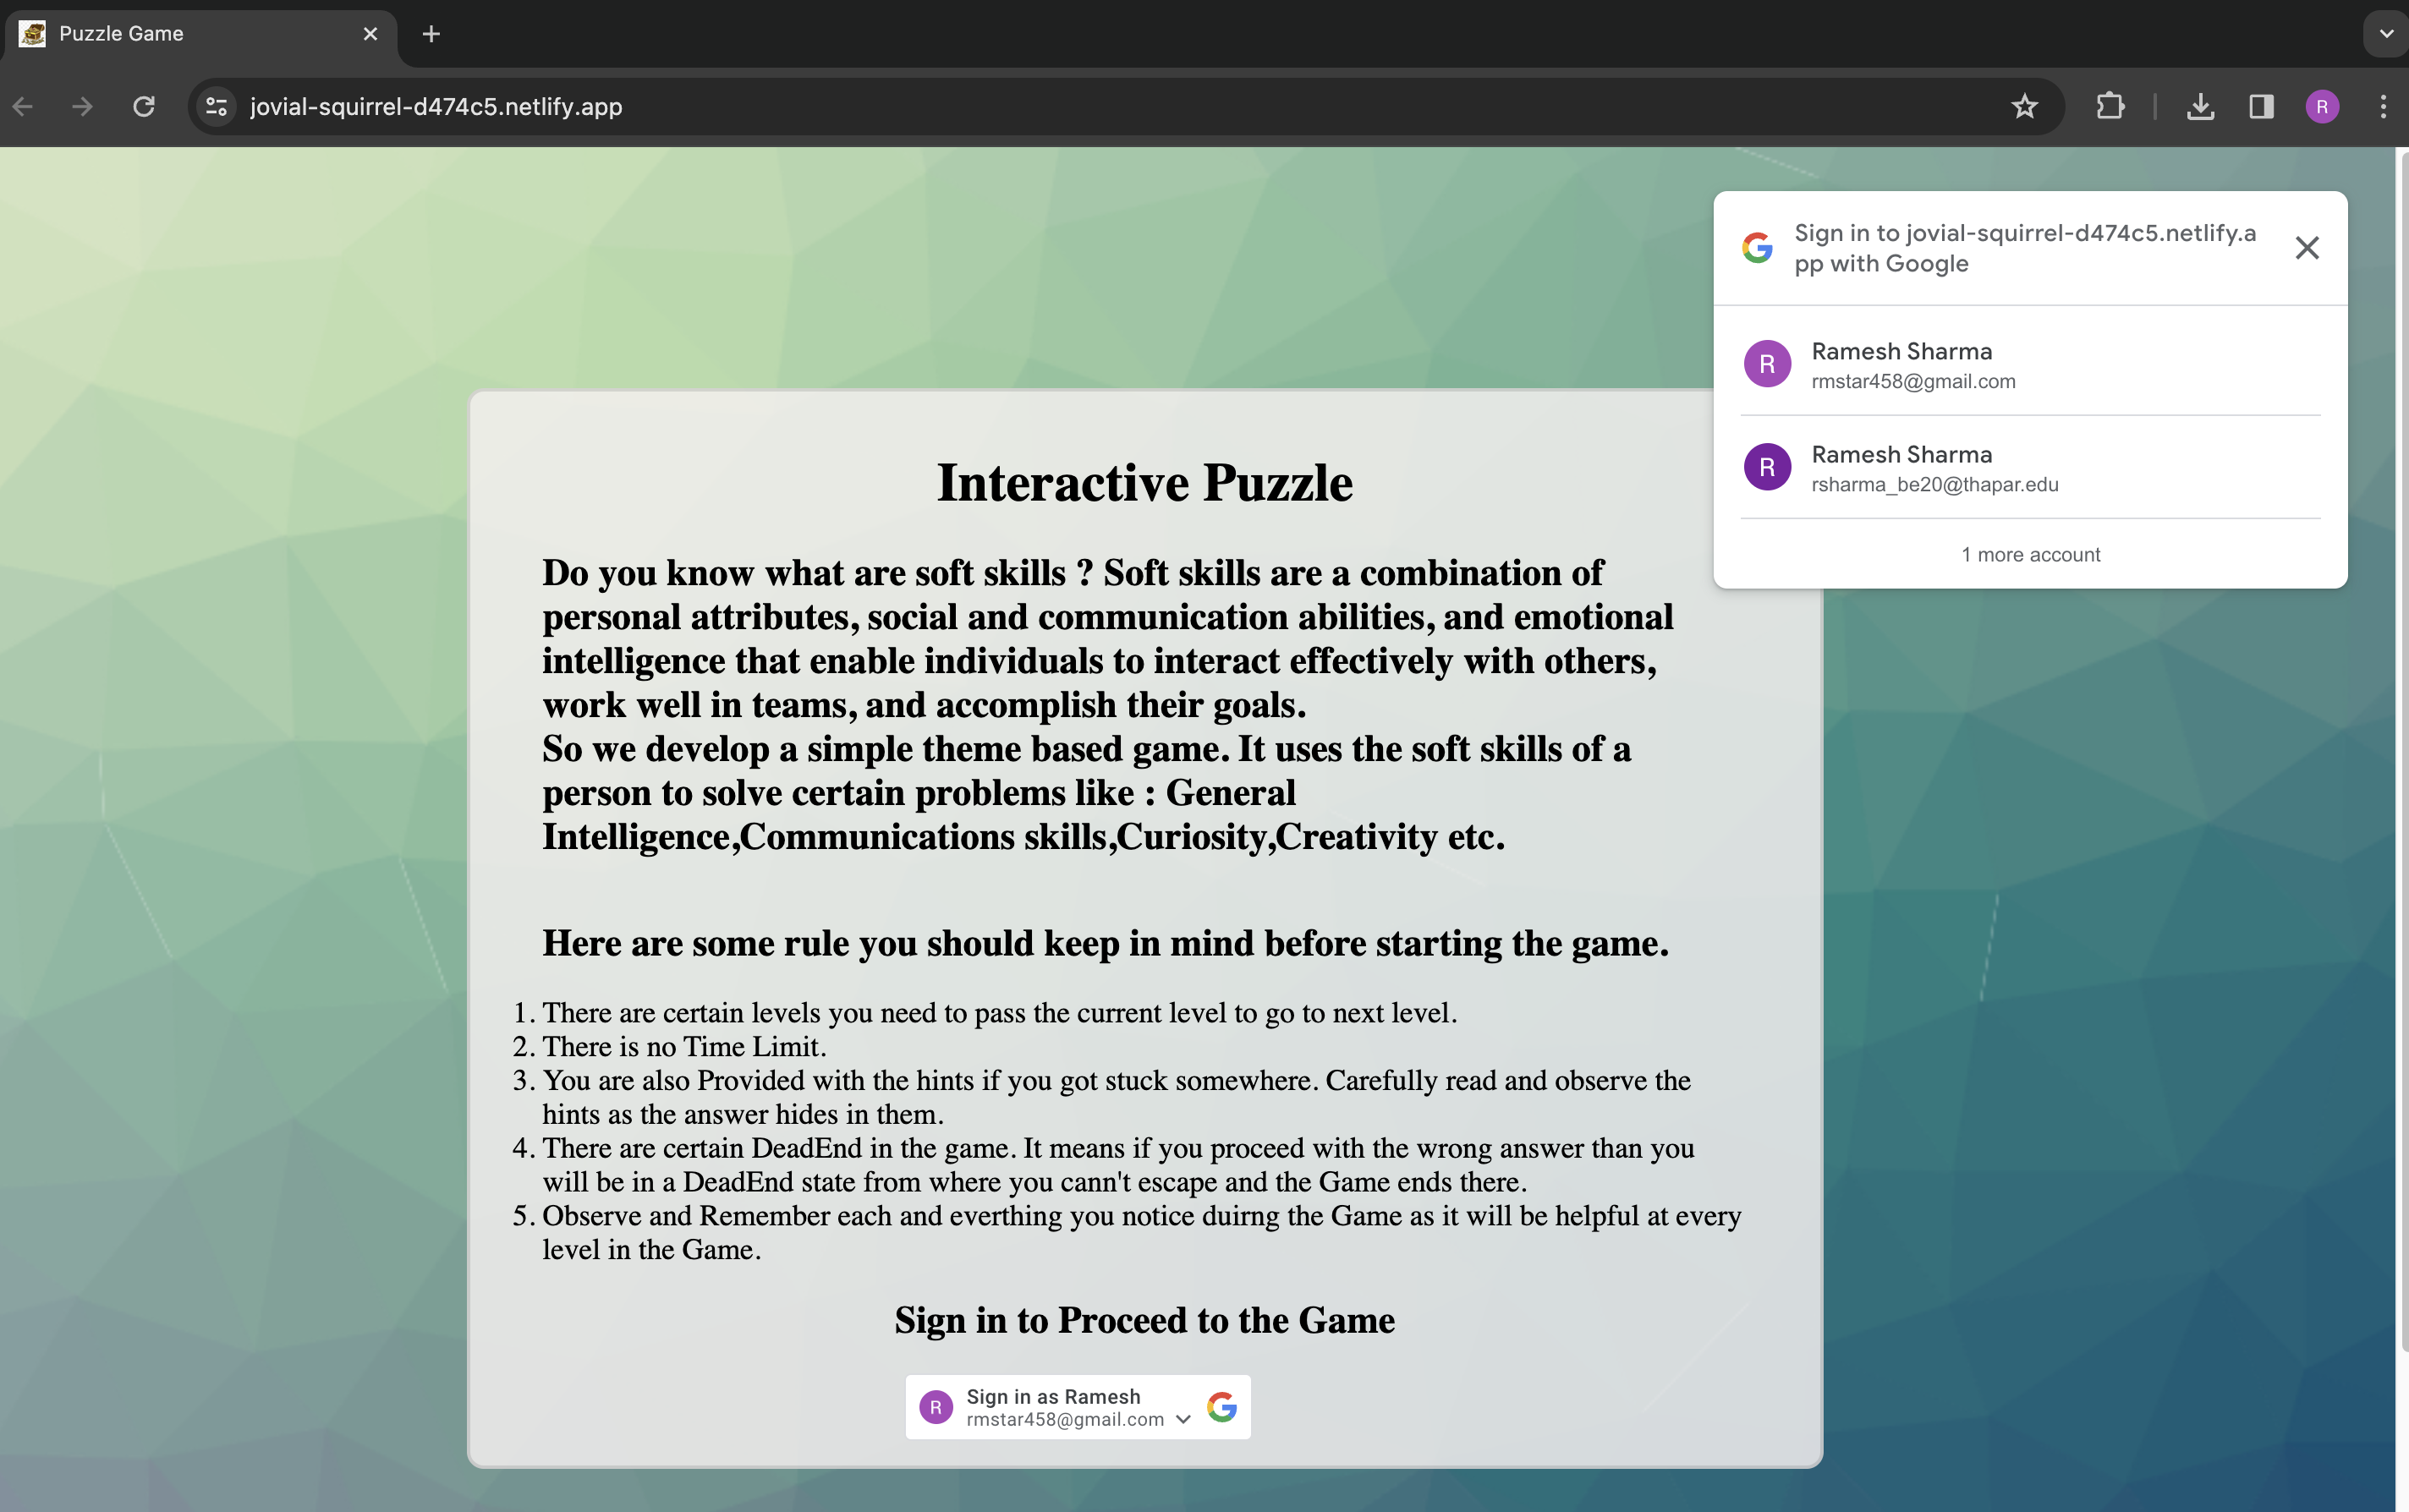 Puzzle Game
jovial-squirrel-d474c5.netlify.app
Sign in to jovial-squirrel-d474c5.netlify.a
pp with Google
R
Ramesh Sharma
rmstar458@gmail.com
R
Ramesh Sharma
rsharma_be20@thapar.edu
1 more account
Interactive Puzzle
Do you know what are soft skills ? Soft skills are a combination of
personal attributes, social and communication abilities, and emotional
intelligence that enable individuals to interact effectively with others,
work well in teams, and accomplish their goals.
So we develop a simple theme based game. It uses the soft skills of a
person to solve certain problems like : General
Intelligence,Communications skills,Curiosity,Creativity etc.
Here are some rule you should keep in mind before starting the game.
1. There are certain levels you need to pass the current level to go to next level.
2. There is no Time Limit.
3. You are also Provided with the hints if you got stuck somewhere. Carefully read and observe the
hints as the answer hides in them.
4. There are certain DeadEnd in the game. It means if you proceed with the wrong answer than you
will be in a DeadEnd state from where you cann't escape and the Game ends there.
5. Observe and Remember each and everthing you notice duirng the Game as it will be helpful at every
level in the Game.
Sign in to Proceed to the Game
R
Sign in as Ramesh
rmstar458@gmail.com
R